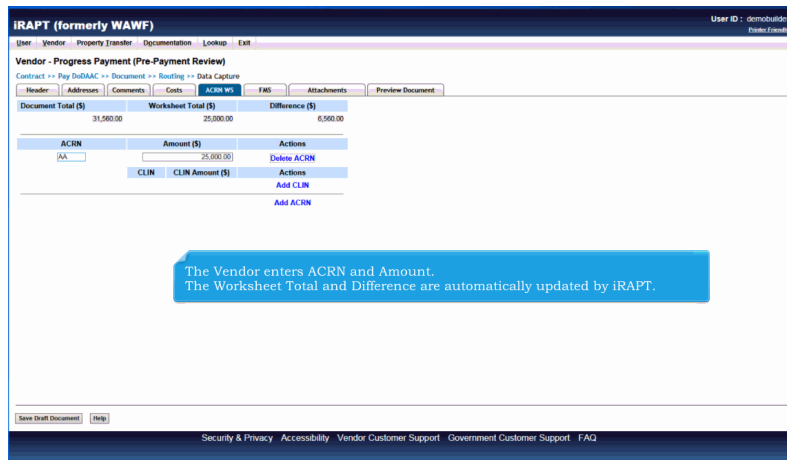 iRAPT (formerly WAWF)
User ID : demobuilde
Printer Friendly
User Vendor Property Transfer Documentation Lookup Exit
Vendor - Progress Payment (Pre-Payment Review)
Contract >> Pay DoDAAC >> Document >> Routing >> Data Capture
Header Addresses Comments Costs ACRN WS FMS Attachments Preview Document
Document Total ($) Worksheet Total ($) Difference ($)
31,560.00 25,000.00 6,560.00
ACRN Amount ($) Actions
AA 25,000.00 Delete ACRN
CLIN CLIN Amount ($) Actions
Add CLIN
Add ACRN
The Vendor enters ACRN and Amount.
The Worksheet Total and Difference are automatically updated by iRAPT.
Save Draft Document Help
Security & Privacy Accessibility Vendor Customer Support Government Customer Support FAQ